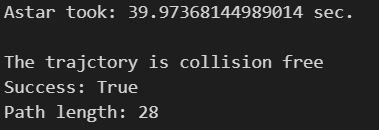 Astar took: 39.97368144989014 sec.
The trajctory is collision free
Success: True
Path length: 28